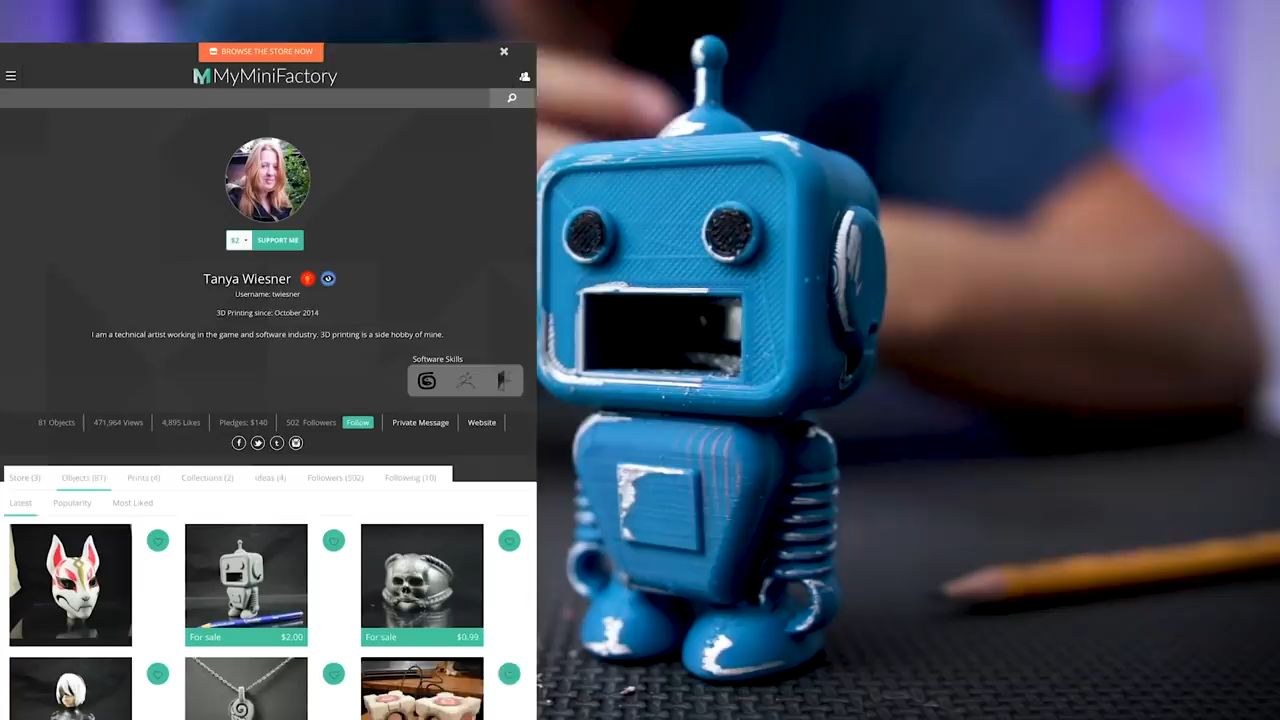 BROWSE THE STORE NOW
MyMiniFactory
$2
SUPPORT ME
Tanya Wiesner
Username: twiesner
3D Printing since: October 2014
I am a technical artist working in the game and software industry. 3D printing is a side hobby of mine.
Software Skills
81 Objects
471,964 Views
4,895 Likes
Pledges: $140
502 Followers
Follow
Private Message
Website
Store (3)
Objects (81)
Prints (4)
Collections (2)
Ideas (4)
Followers (502)
Following (10)
Latest
Popularity
Most Liked
For sale $2.00
For sale $0.99